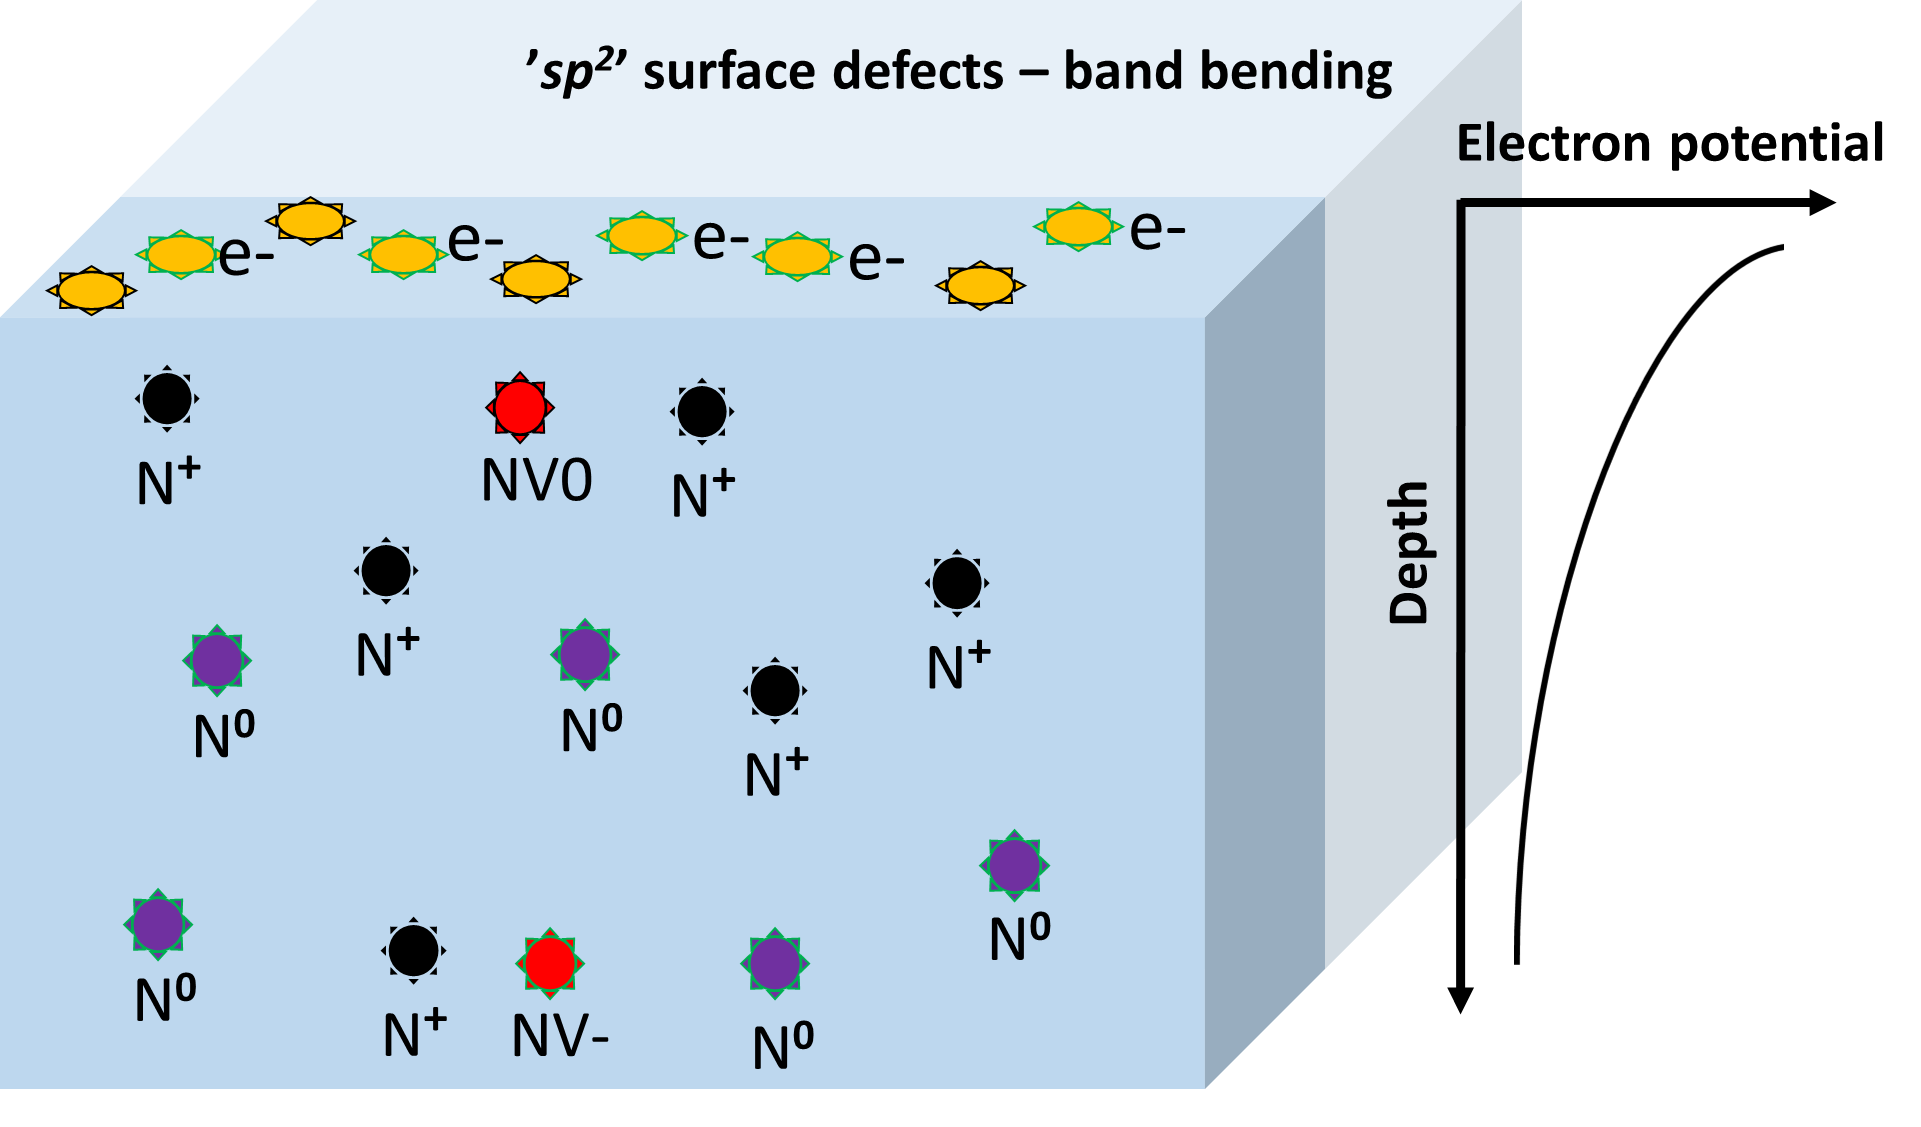 ’sp²’ surface defects – band bending
Electron potential
e- e- e- e- e-
N⁺ NV0 N⁺
N⁺ N⁺
N⁰ N⁰ N⁺
N⁰
N⁰ N⁺ NV- N⁰
Depth